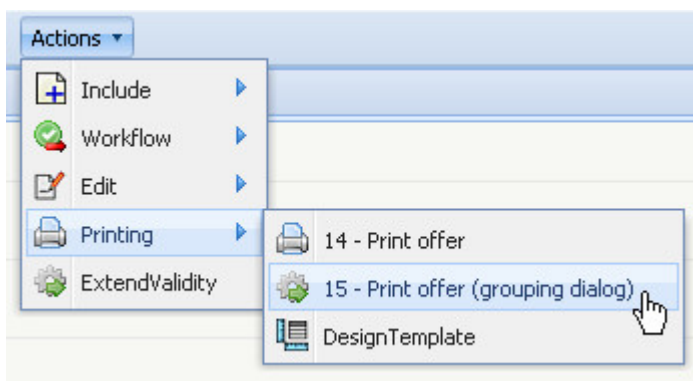 Actions
Include
Workflow
Edit
Printing
ExtendValidity
14 - Print offer
15 - Print offer (grouping dialog)
DesignTemplate